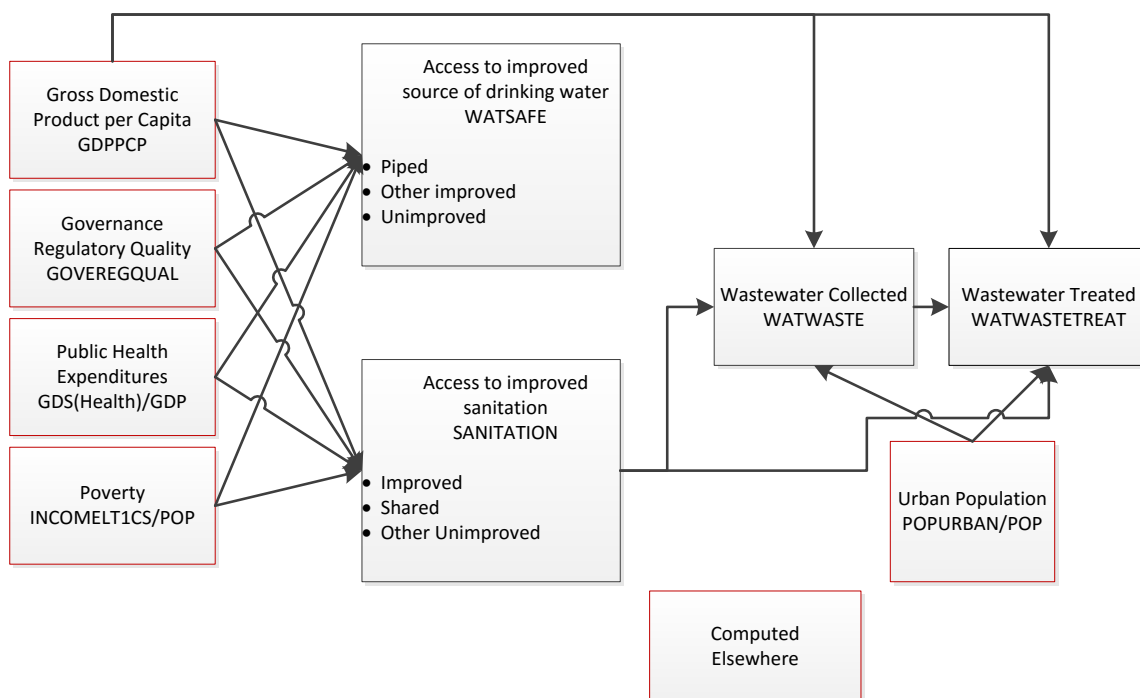 Gross Domestic
Product per Capita
GDPPCP
Governance
Regulatory Quality
GOVEREGQUAL
Public Health
Expenditures
GDS(Health)/GDP
Poverty
INCOMELT1CS/POP
Access to improved
source of drinking water
WATSAFE
• Piped
• Other improved
• Unimproved
Access to improved
sanitation
SANITATION
• Improved
• Shared
• Other Unimproved
Wastewater Collected
WATWASTE
Wastewater Treated
WATWASTETREAT
Urban Population
POPURBAN/POP
Computed
Elsewhere